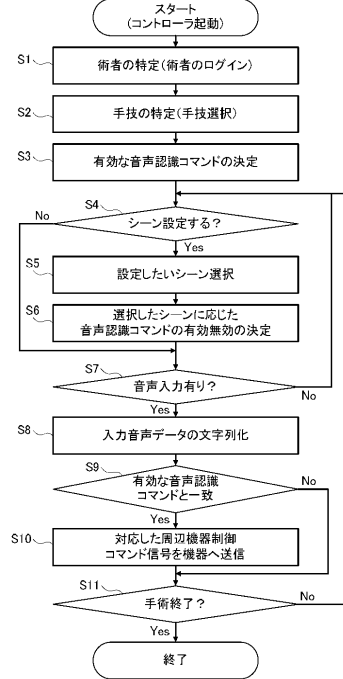 スタート
(コントローラ起動)
S1
術者の特定(術者のログイン)
S2
手技の特定(手技選択)
S3
有効な音声認識コマンドの決定
S4
No
シーン設定する?
Yes
S5
設定したいシーン選択
S6
選択したシーンに応じた
音声認識コマンドの有効無効の決定
S7
音声入力有り?
No
Yes
S8
入力音声データの文字列化
S9
No
有効な音声認識
コマンドと一致
Yes
S10
対応した周辺機器制御
コマンド信号を機器へ送信
S11
手術終了?
No
Yes
終了